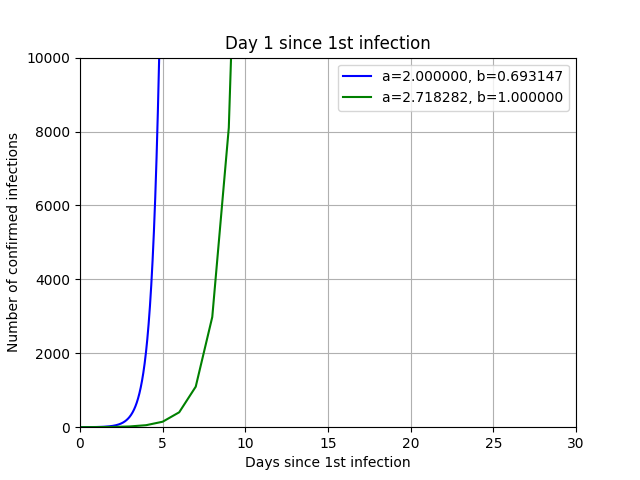 Day 1 since 1st infection
10000
8000
6000
4000
2000
0
Number of confirmed infections
a=2.000000, b=0.693147
a=2.718282, b=1.000000
0 5 10 15 20 25 30
Days since 1st infection